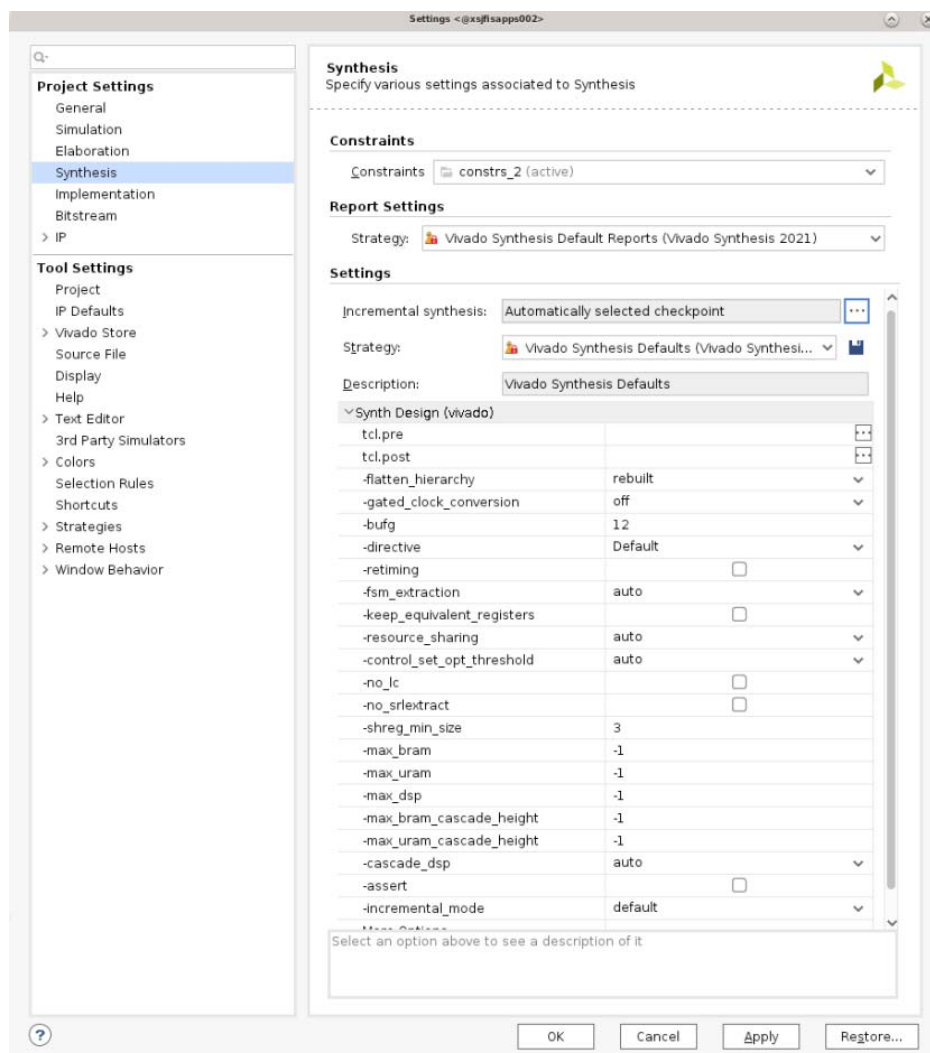 Settings <@xsjfisapps002>
Q-
Project Settings
General
Simulation
Elaboration
Synthesis
Implementation
Bitstream
> IP
Tool Settings
Project
IP Defaults
> Vivado Store
Source File
Display
Help
> Text Editor
3rd Party Simulators
> Colors
Selection Rules
Shortcuts
> Strategies
> Remote Hosts
> Window Behavior
Synthesis
Specify various settings associated to Synthesis
Constraints
Constraints constrs_2 (active)
Report Settings
Strategy: Vivado Synthesis Default Reports (Vivado Synthesis 2021)
Settings
Incremental synthesis: Automatically selected checkpoint ...
Strategy: Vivado Synthesis Defaults (Vivado Synthesi...
Description: Vivado Synthesis Defaults
Synth Design (vivado)
tcl.pre ...
tcl.post ...
-flatten_hierarchy rebuilt
-gated_clock_conversion off
-bufg 12
-directive Default
-retiming
-fsm_extraction auto
-keep_equivalent_registers
-resource_sharing auto
-control_set_opt_threshold auto
-no_lc
-no_srlextract
-shreg_min_size 3
-max_bram -1
-max_uram -1
-max_dsp -1
-max_bram_cascade_height -1
-max_uram_cascade_height -1
-cascade_dsp auto
-assert
-incremental_mode default
More Options
Select an option above to see a description of it
? OK Cancel Apply Restore...